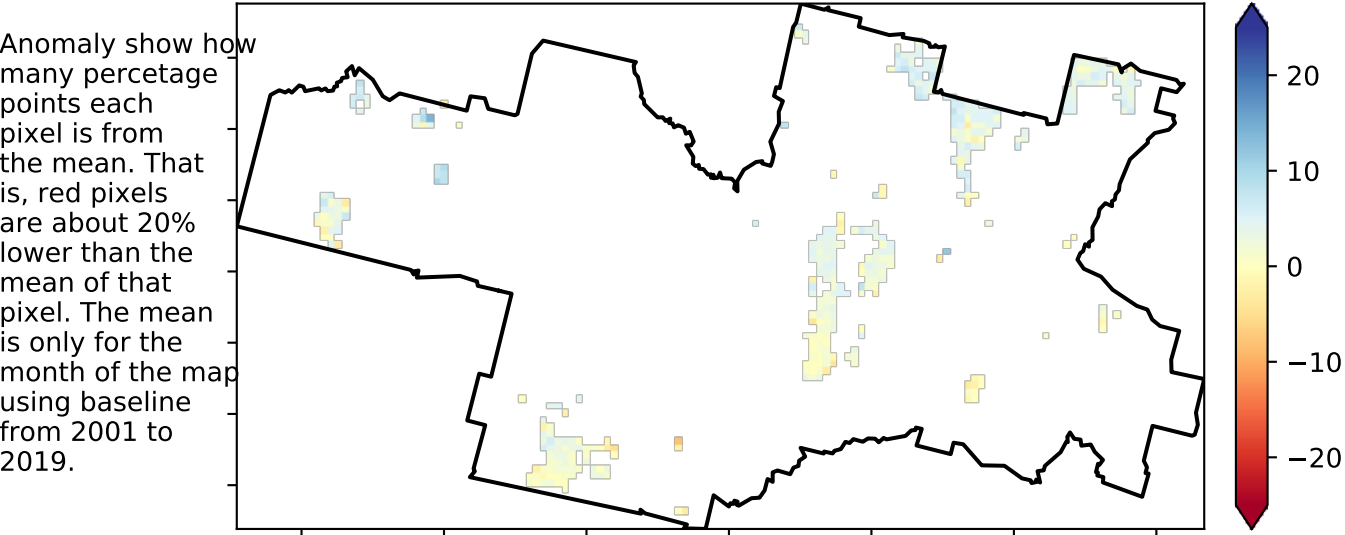 Anomaly show how
many percetage
points each
pixel is from
the mean. That
is, red pixels
are about 20%
lower than the
mean of that
pixel. The mean
is only for the
month of the map
using baseline
from 2001 to
2019.
20
10
0
−10
−20